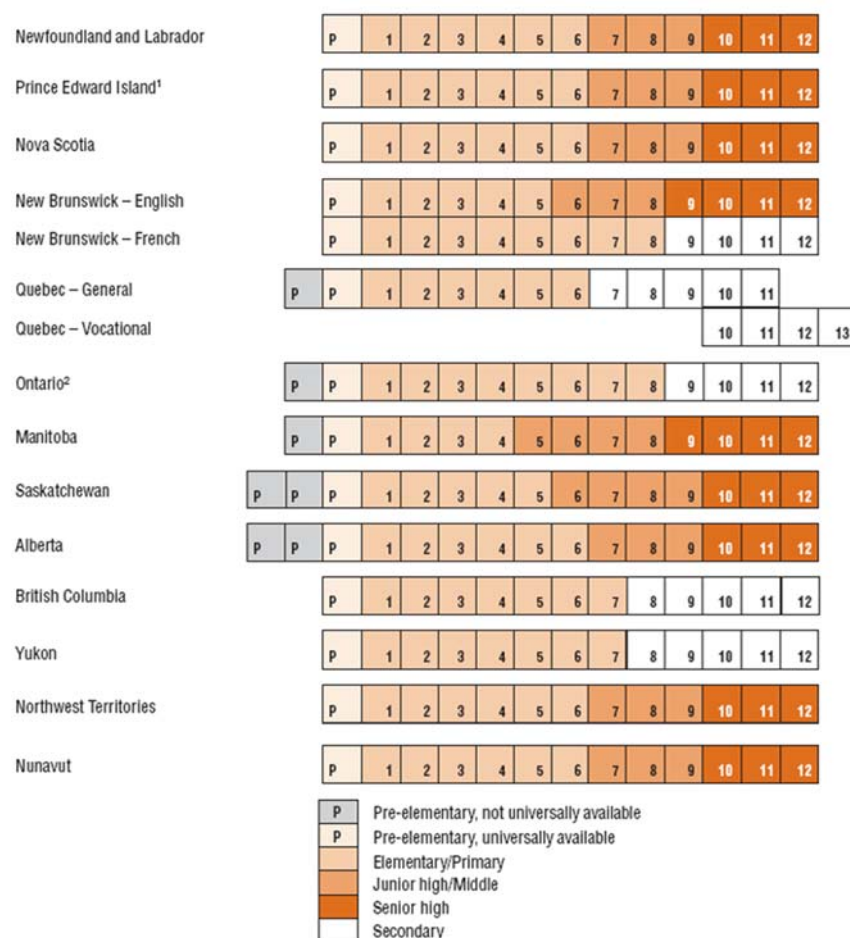 Newfoundland and Labrador P 1 2 3 4 5 6 7 8 9 10 11 12
Prince Edward Island¹ P 1 2 3 4 5 6 7 8 9 10 11 12
Nova Scotia P 1 2 3 4 5 6 7 8 9 10 11 12
New Brunswick – English P 1 2 3 4 5 6 7 8 9 10 11 12
New Brunswick – French P 1 2 3 4 5 6 7 8 9 10 11 12
Quebec – General P P 1 2 3 4 5 6 7 8 9 10 11
Quebec – Vocational 10 11 12 13
Ontario² P P 1 2 3 4 5 6 7 8 9 10 11 12
Manitoba P P 1 2 3 4 5 6 7 8 9 10 11 12
Saskatchewan P P P 1 2 3 4 5 6 7 8 9 10 11 12
Alberta P P P 1 2 3 4 5 6 7 8 9 10 11 12
British Columbia P 1 2 3 4 5 6 7 8 9 10 11 12
Yukon P 1 2 3 4 5 6 7 8 9 10 11 12
Northwest Territories P 1 2 3 4 5 6 7 8 9 10 11 12
Nunavut P 1 2 3 4 5 6 7 8 9 10 11 12
P Pre-elementary, not universally available
P Pre-elementary, universally available
Elementary/Primary
Junior high/Middle
Senior high
Secondary